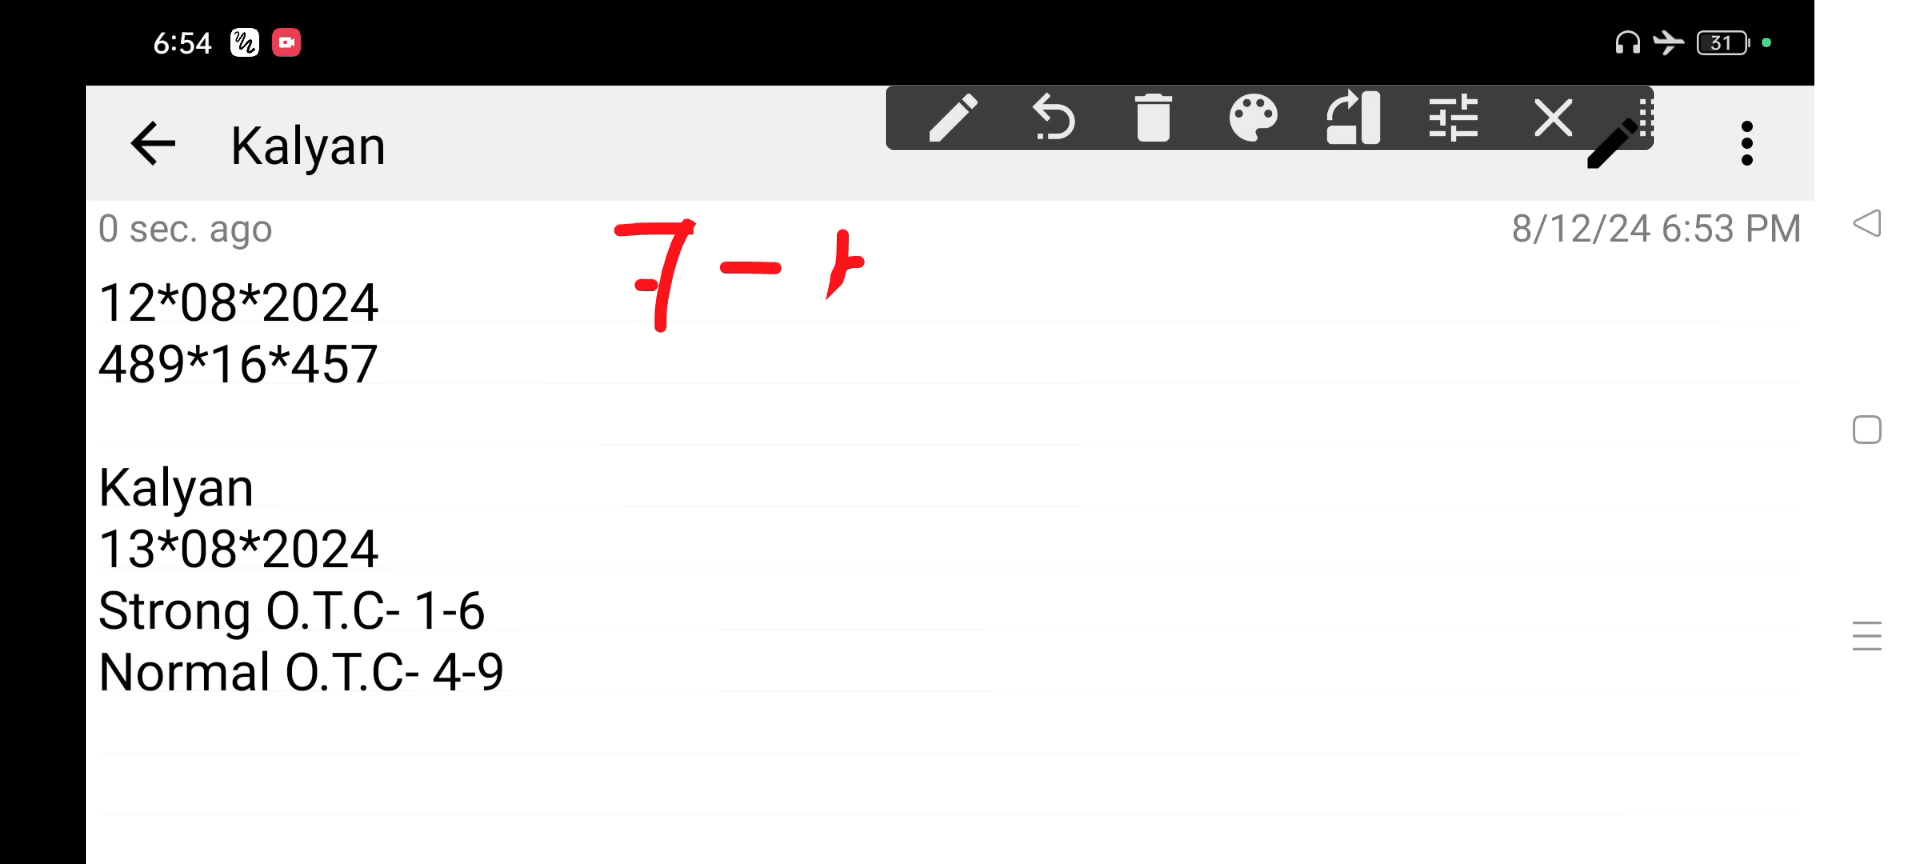 6:54
31
Kalyan
0 sec. ago
8/12/24 6:53 PM
7 -
12*08*2024
489*16*457
Kalyan
13*08*2024
Strong O.T.C- 1-6
Normal O.T.C- 4-9